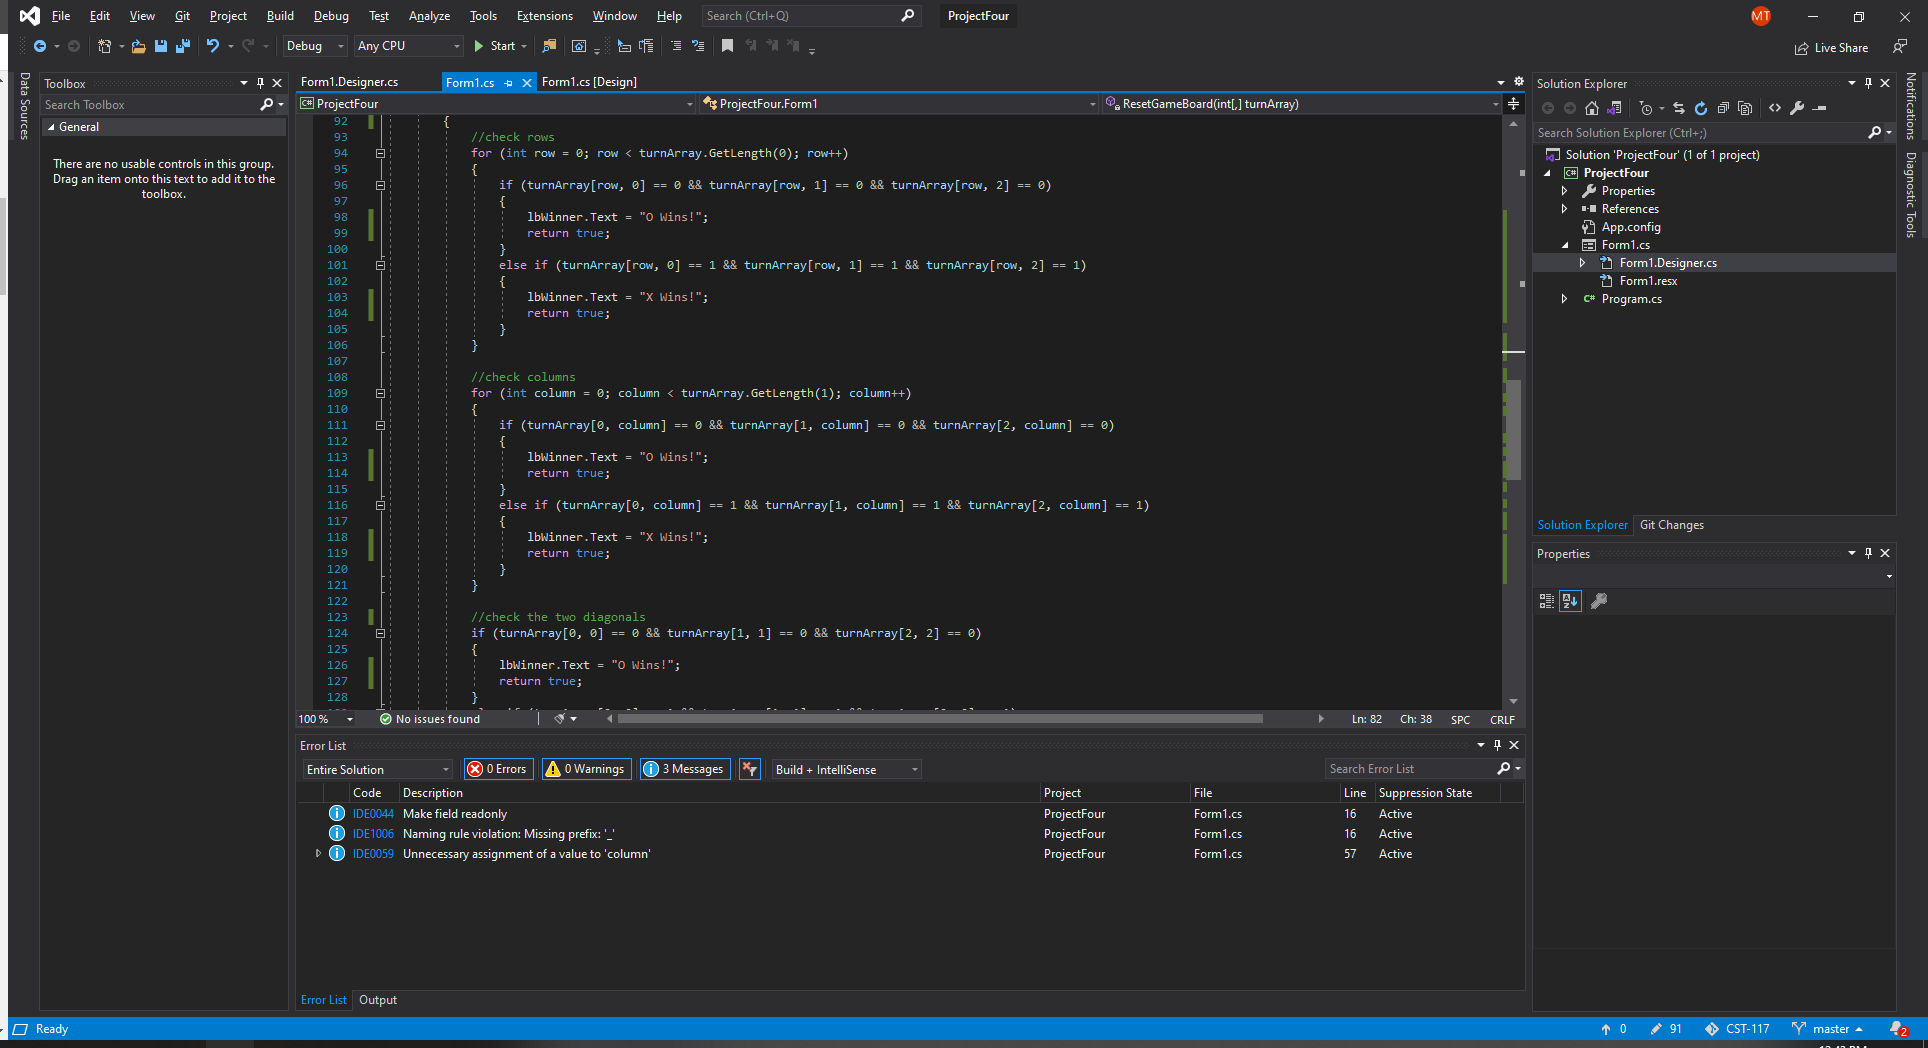 File Edit View Git Project Build Debug Test Analyze Tools Extensions Window Help Search (Ctrl+Q) ProjectFour MT
Debug Any CPU Start Live Share
Data Sources
Toolbox
Search Toolbox
General
There are no usable controls in this group.
Drag an item onto this text to add it to the
toolbox.
Form1.Designer.cs Form1.cs Form1.cs [Design]
C# ProjectFour ProjectFour.Form1 ResetGameBoard(int[,] turnArray)
92 {
93 //check rows
94 for (int row = 0; row < turnArray.GetLength(0); row++)
95 {
96 if (turnArray[row, 0] == 0 && turnArray[row, 1] == 0 && turnArray[row, 2] == 0)
97 {
98 lbWinner.Text = "O Wins!";
99 return true;
100 }
101 else if (turnArray[row, 0] == 1 && turnArray[row, 1] == 1 && turnArray[row, 2] == 1)
102 {
103 lbWinner.Text = "X Wins!";
104 return true;
105 }
106 }
107
108 //check columns
109 for (int column = 0; column < turnArray.GetLength(1); column++)
110 {
111 if (turnArray[0, column] == 0 && turnArray[1, column] == 0 && turnArray[2, column] == 0)
112 {
113 lbWinner.Text = "O Wins!";
114 return true;
115 }
116 else if (turnArray[0, column] == 1 && turnArray[1, column] == 1 && turnArray[2, column] == 1)
117 {
118 lbWinner.Text = "X Wins!";
119 return true;
120 }
121 }
122
123 //check the two diagonals
124 if (turnArray[0, 0] == 0 && turnArray[1, 1] == 0 && turnArray[2, 2] == 0)
125 {
126 lbWinner.Text = "O Wins!";
127 return true;
128 }
100 % No issues found Ln: 82 Ch: 38 SPC CRLF
Error List
Entire Solution 0 Errors 0 Warnings 3 Messages Build + IntelliSense Search Error List
Code Description Project File Line Suppression State
IDE0044 Make field readonly ProjectFour Form1.cs 16 Active
IDE1006 Naming rule violation: Missing prefix: '_' ProjectFour Form1.cs 16 Active
IDE0059 Unnecessary assignment of a value to 'column' ProjectFour Form1.cs 57 Active
Error List Output
Solution Explorer
Search Solution Explorer (Ctrl+;)
Solution 'ProjectFour' (1 of 1 project)
C# ProjectFour
Properties
References
App.config
Form1.cs
Form1.Designer.cs
Form1.resx
C# Program.cs
Solution Explorer Git Changes
Properties
Notifications
Diagnostic Tools
Ready 0 91 CST-117 master 2